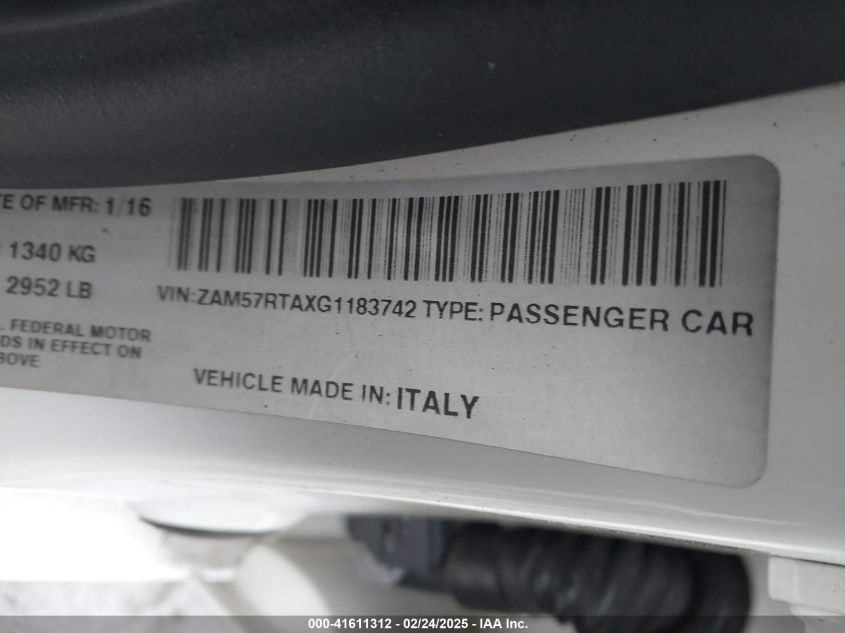 TE OF MFR: 1/16
: 1340 KG
2952 LB
VIN:ZAM57RTAXG1183742 TYPE: PASSENGER CAR
. FEDERAL MOTOR
DS IN EFFECT ON
BOVE
VEHICLE MADE IN: ITALY
000-41611312 - 02/24/2025 - IAA Inc.